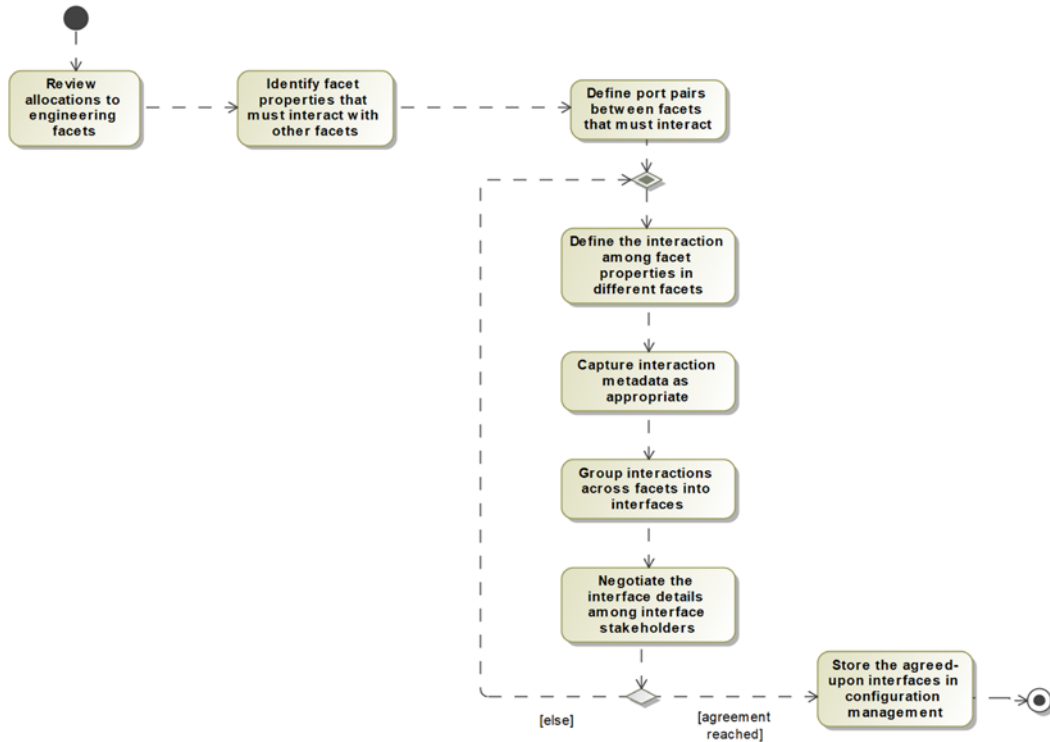 Review
allocations to
engineering
facets
Identify facet
properties that
must interact with
other facets
Define port pairs
between facets
that must interact
Define the interaction
among facet
properties in
different facets
Capture interaction
metadata as
appropriate
Group interactions
across facets into
interfaces
Negotiate the
interface details
among interface
stakeholders
[else]
[agreement
reached]
Store the agreed-
upon interfaces in
configuration
management